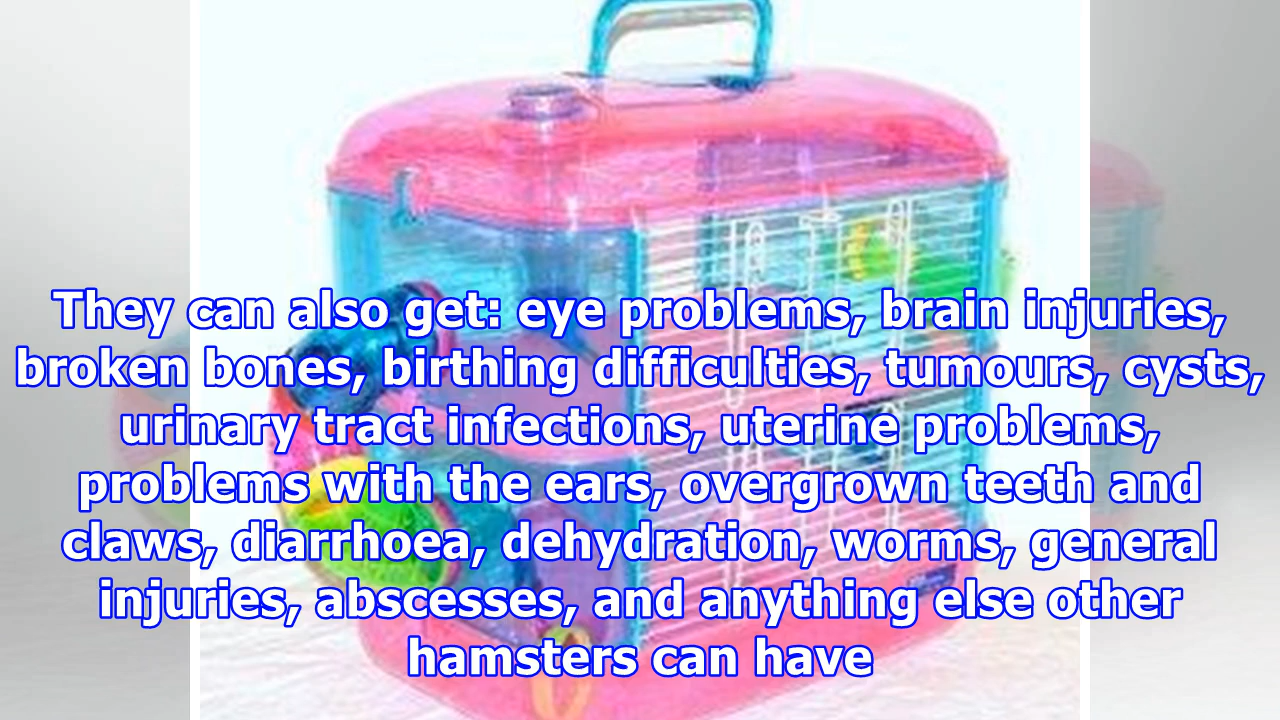 They can also get: eye problems, brain injuries,
broken bones, birthing difficulties, tumours, cysts,
urinary tract infections, uterine problems,
problems with the ears, overgrown teeth and
claws, diarrhoea, dehydration, worms, general
injuries, abscesses, and anything else other
hamsters can have